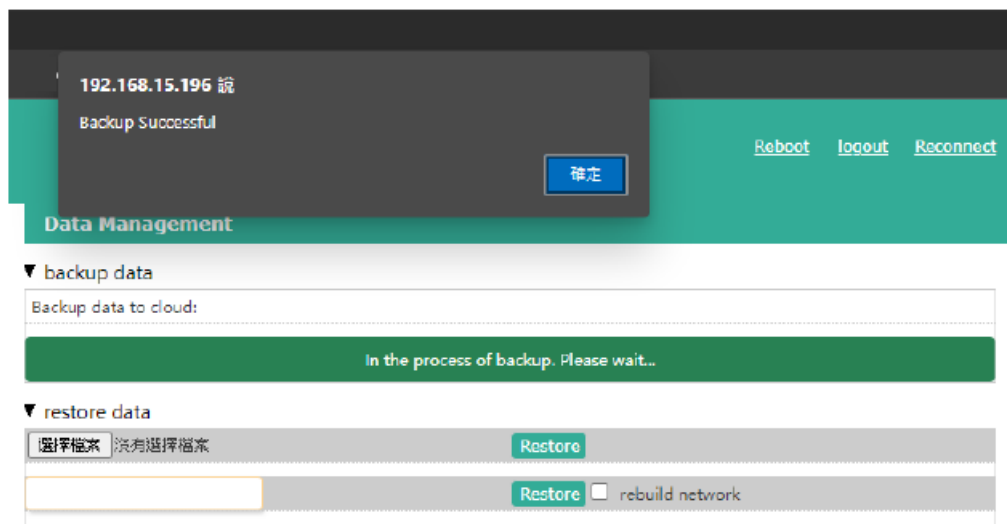 192.168.15.196 說
Backup Successful
確定
Reboot logout Reconnect
Data Management
▼ backup data
Backup data to cloud:
In the process of backup. Please wait...
▼ restore data
選擇檔案 沒有選擇檔案 Restore
Restore rebuild network